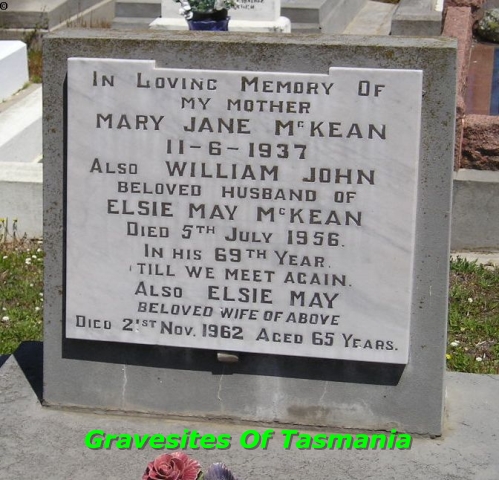 ©
In Loving Memory Of
my mother
Mary Jane McKean
11-6-1937
Also William John
beloved husband of
Elsie May McKean
Died 5th July 1956.
In his 69th Year.
'Till we meet again.
Also Elsie May
beloved wife of above
Died 21st Nov. 1962 Aged 65 Years.
Gravesites Of Tasmania